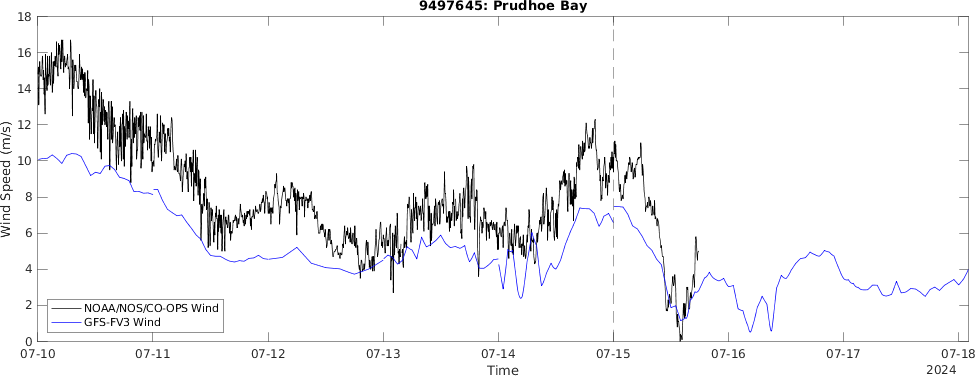 9497645: Prudhoe Bay
18
16
14
12
10
8
6
4
2
0
Wind Speed (m/s)
NOAA/NOS/CO-OPS Wind
GFS-FV3 Wind
07-10 07-11 07-12 07-13 07-14 07-15 07-16 07-17 07-18
Time
2024